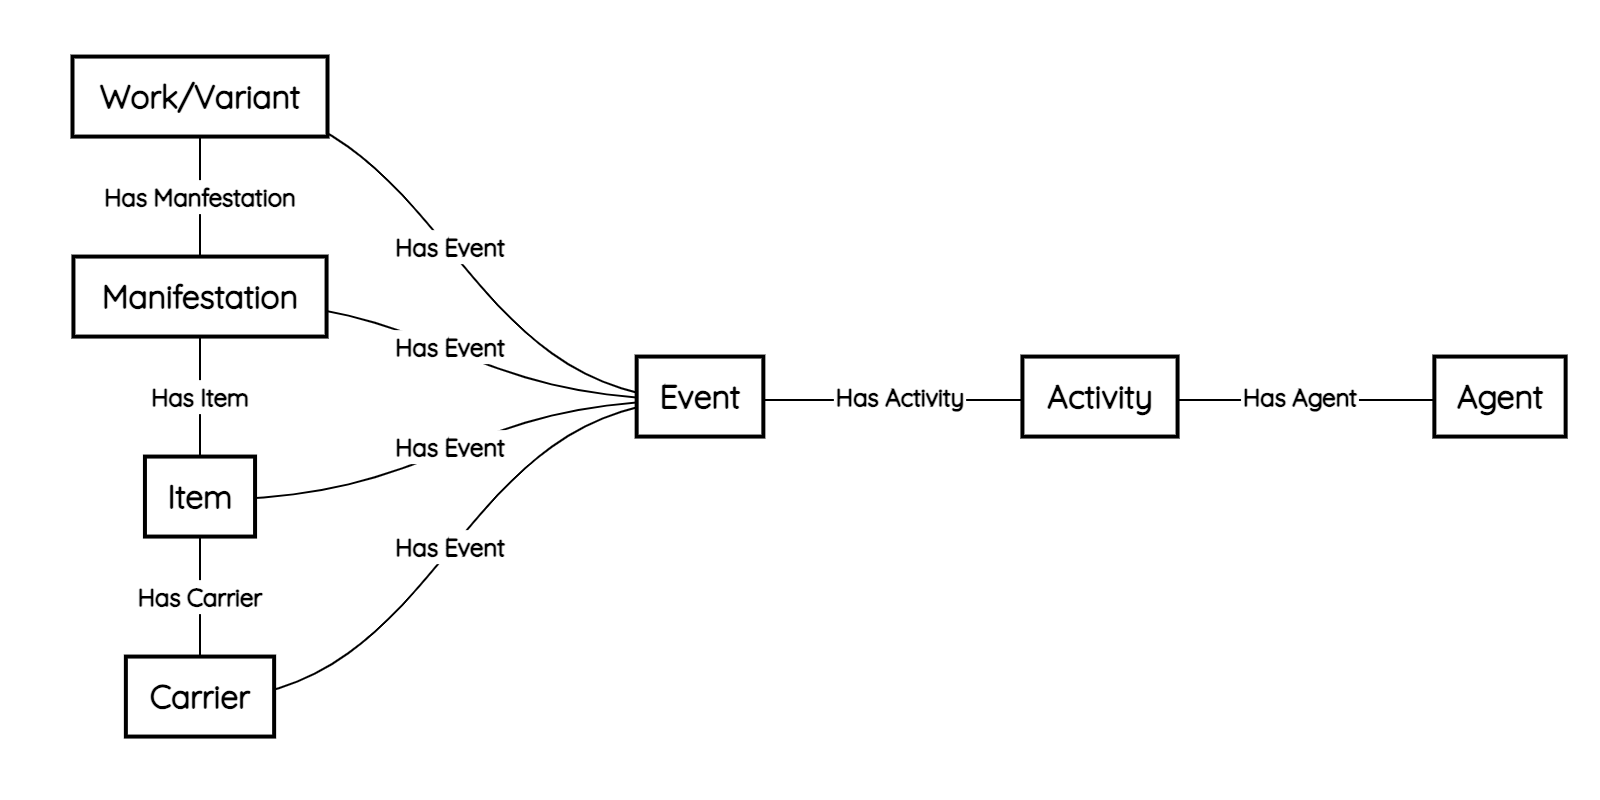 Work/Variant
Has Manfestation
Has Event
Manifestation
Has Event
Has Item
Event
Has Activity
Activity
Has Agent
Agent
Has Event
Item
Has Event
Has Carrier
Carrier